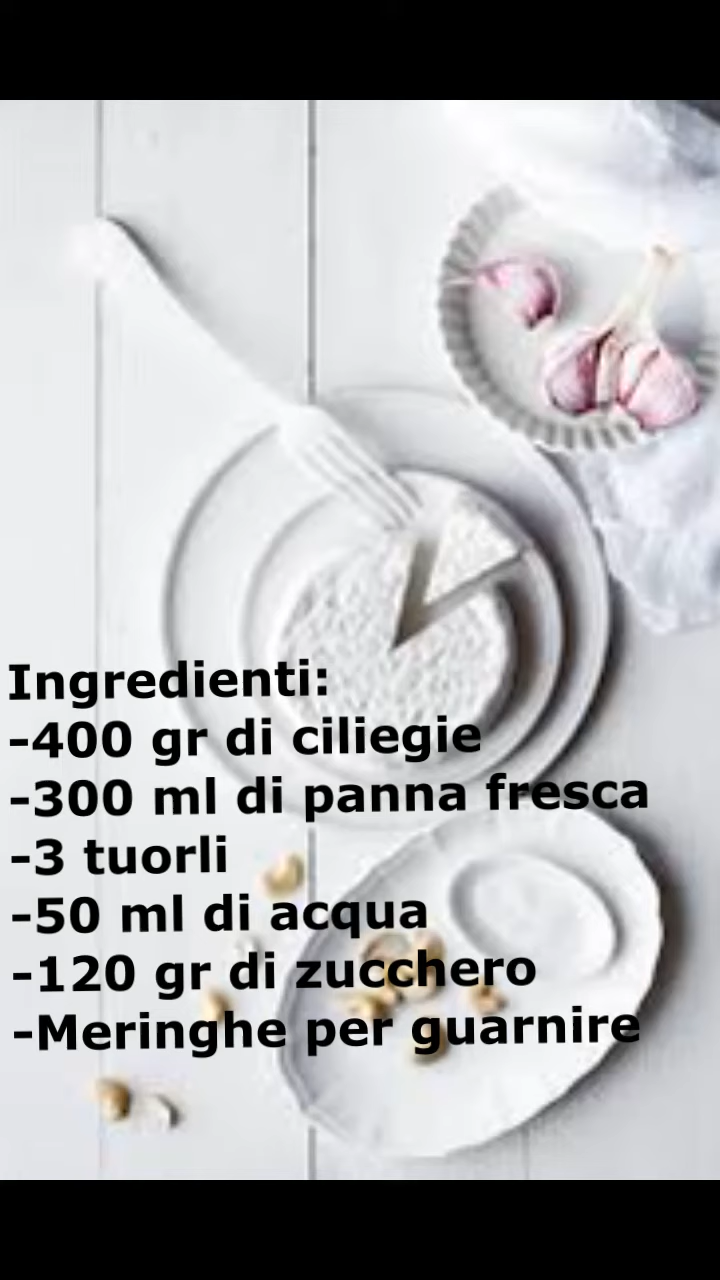 Ingredienti:
-400 gr di ciliegie
-300 ml di panna fresca
-3 tuorli
-50 ml di acqua
-120 gr di zucchero
-Meringhe per guarnire